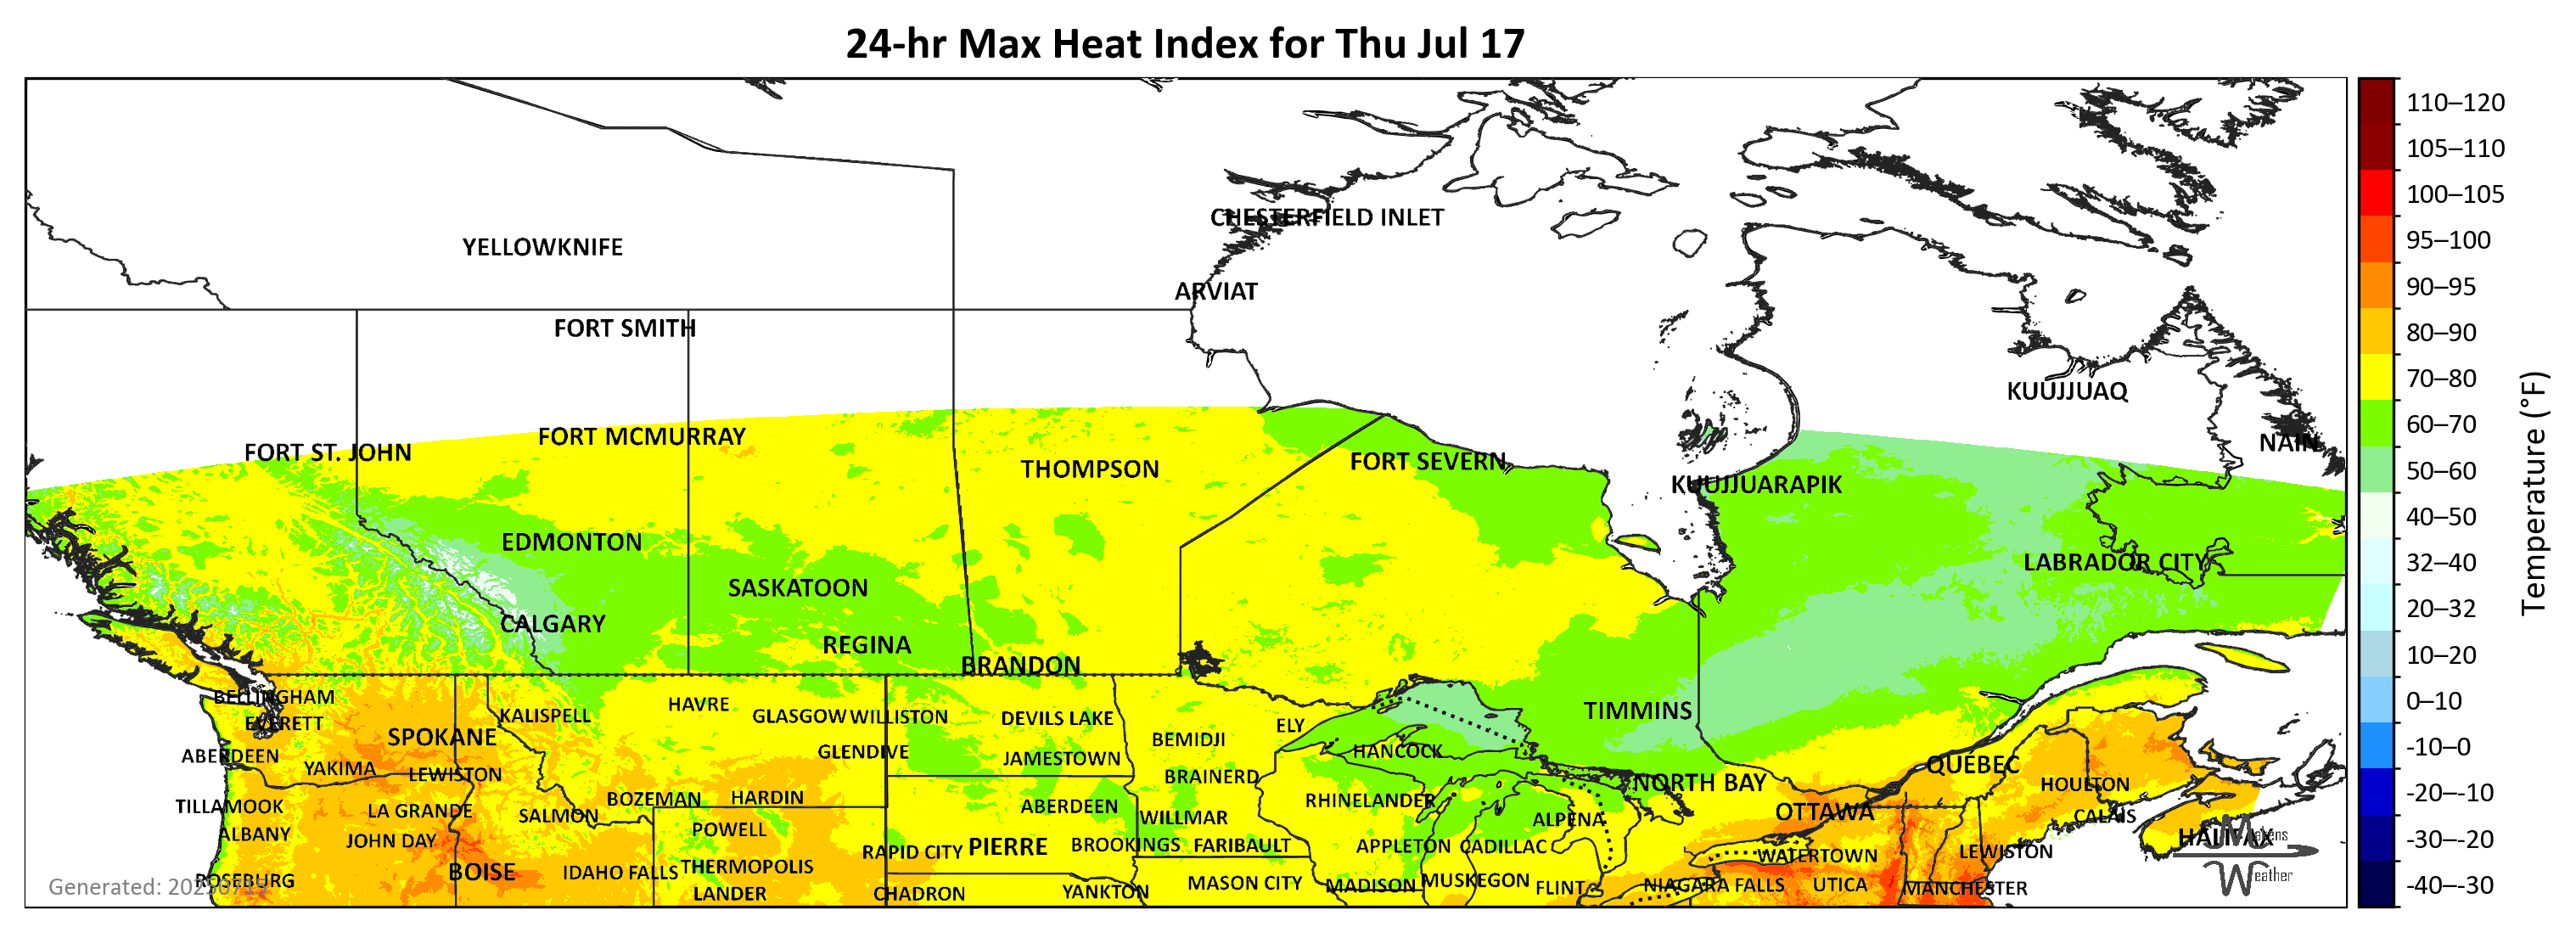 24-hr Max Heat Index for Thu Jul 17
CHESTERFIELD INLET
YELLOWKNIFE
ARVIAT
FORT SMITH
KUUJJUAQ
FORT MCMURRAY
NAIN
FORT ST. JOHN
FORT SEVERN
THOMPSON
KUUJJUARAPIK
EDMONTON
LABRADOR CITY
SASKATOON
CALGARY
REGINA
BRANDON
BELLINGHAM
HAVRE
KALISPELL
GLASGOW
WILLISTON
DEVILS LAKE
TIMMINS
EVERETT
ELY
SPOKANE
BEMIDJI
HANCOCK
GLENDIVE
ABERDEEN
JAMESTOWN
QUÉBEC
YAKIMA
LEWISTON
BRAINERD
NORTH BAY
HOULTON
BOZEMAN
HARDIN
RHINELANDER
TILLAMOOK
LA GRANDE
ABERDEEN
SALMON
WILLMAR
ALPENA
OTTAWA
CALAIS
POWELL
ALBANY
JOHN DAY
HALIFAX
RAPID CITY
PIERRE
BROOKINGS
FARIBAULT
APPLETON
CADILLAC
WATERTOWN
LEWISTON
BOISE
IDAHO FALLS
THERMOPOLIS
ROSEBURG
MASON CITY
MADISON
MUSKEGON
FLINT
NIAGARA FALLS
UTICA
MANCHESTER
LANDER
CHADRON
YANKTON
Weather
110–120
105–110
100–105
95–100
90–95
80–90
70–80
60–70
50–60
40–50
32–40
20–32
10–20
0–10
-10–0
-20–-10
-30–-20
-40–-30
Temperature (°F)
Generated: